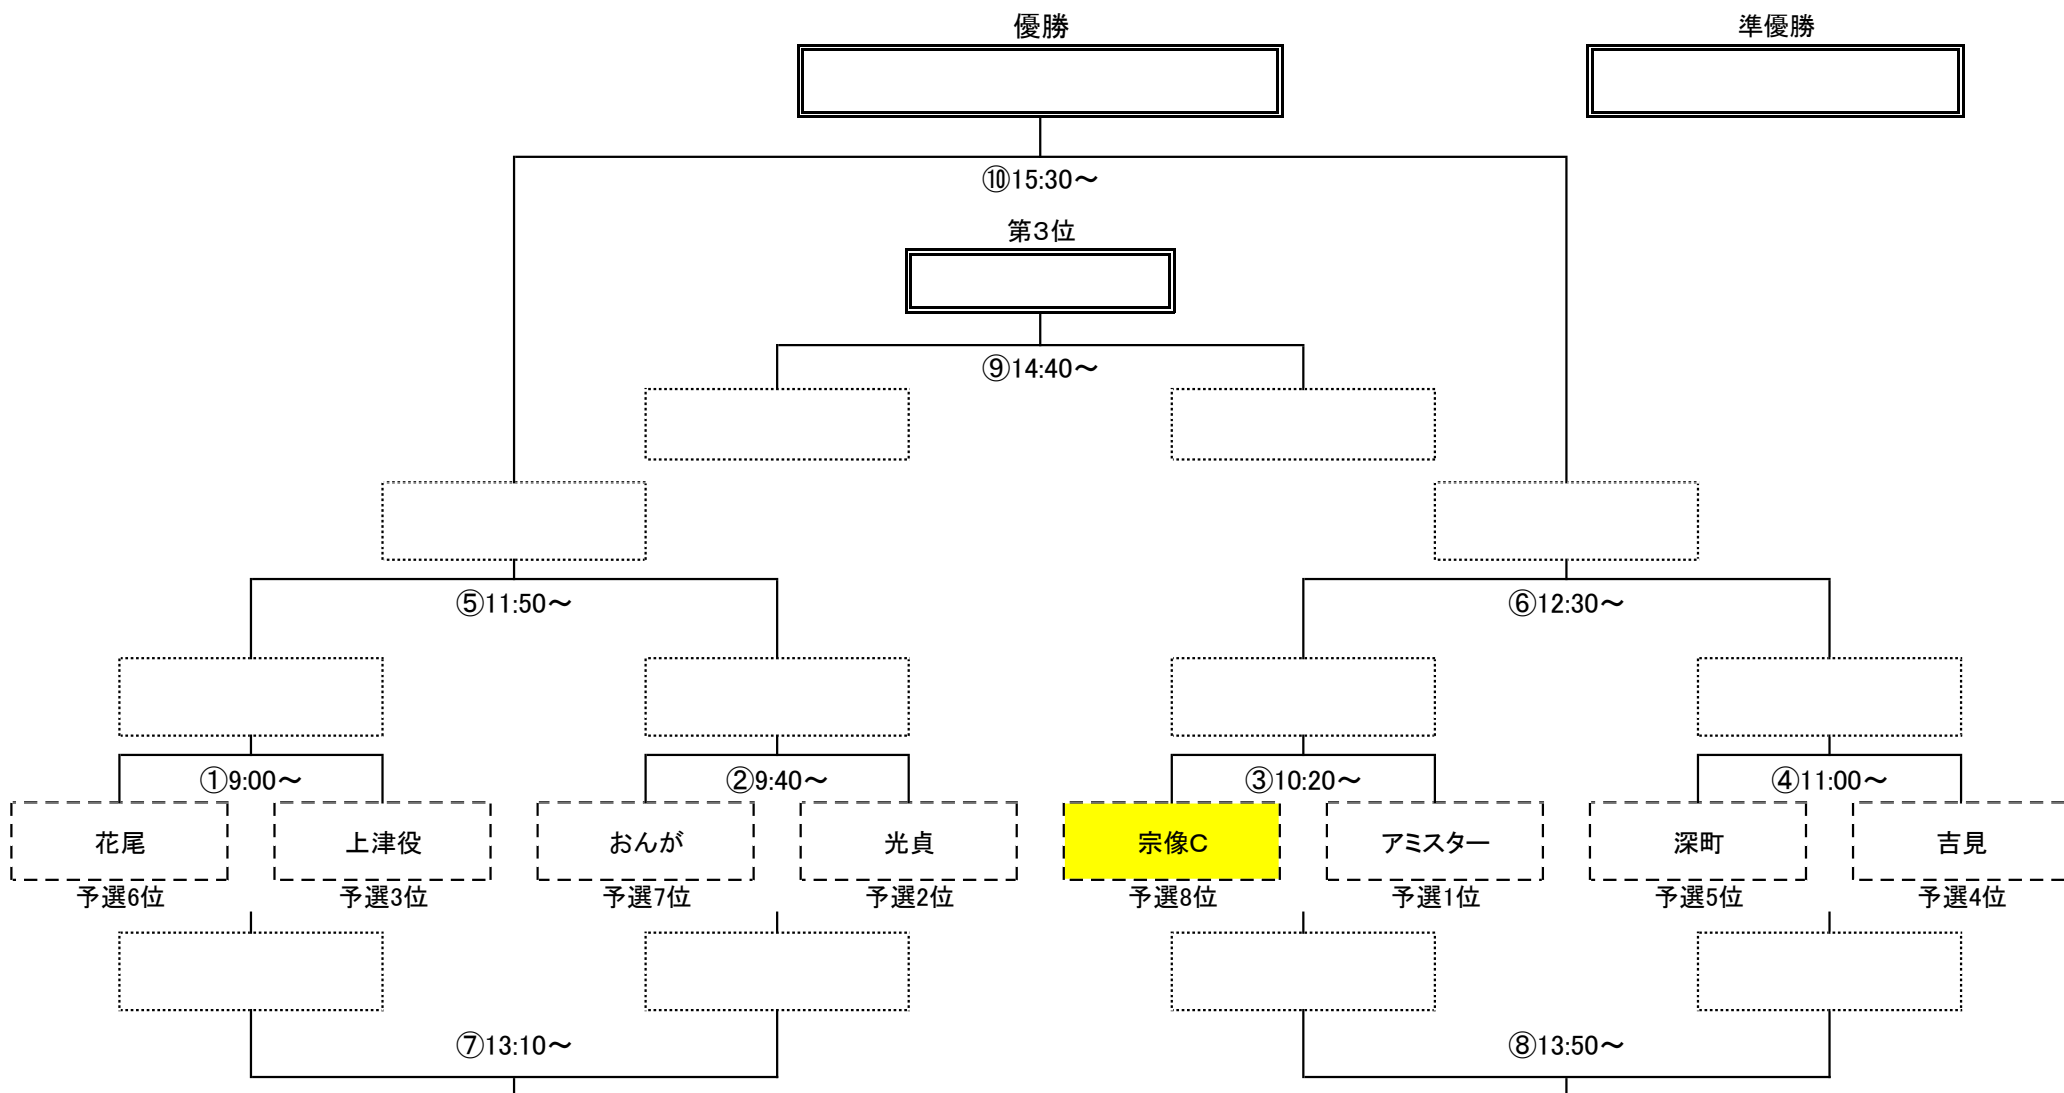 優勝
準優勝
⑩15:30～
第３位
⑨14:40～
⑤11:50～
⑥12:30～
①9:00～
②9:40～
③10:20～
④11:00～
花尾
上津役
おんが
光貞
宗像Ｃ
アミスター
深町
吉見
予選6位
予選3位
予選7位
予選2位
予選8位
予選1位
予選5位
予選4位
⑦13:10～
⑧13:50～